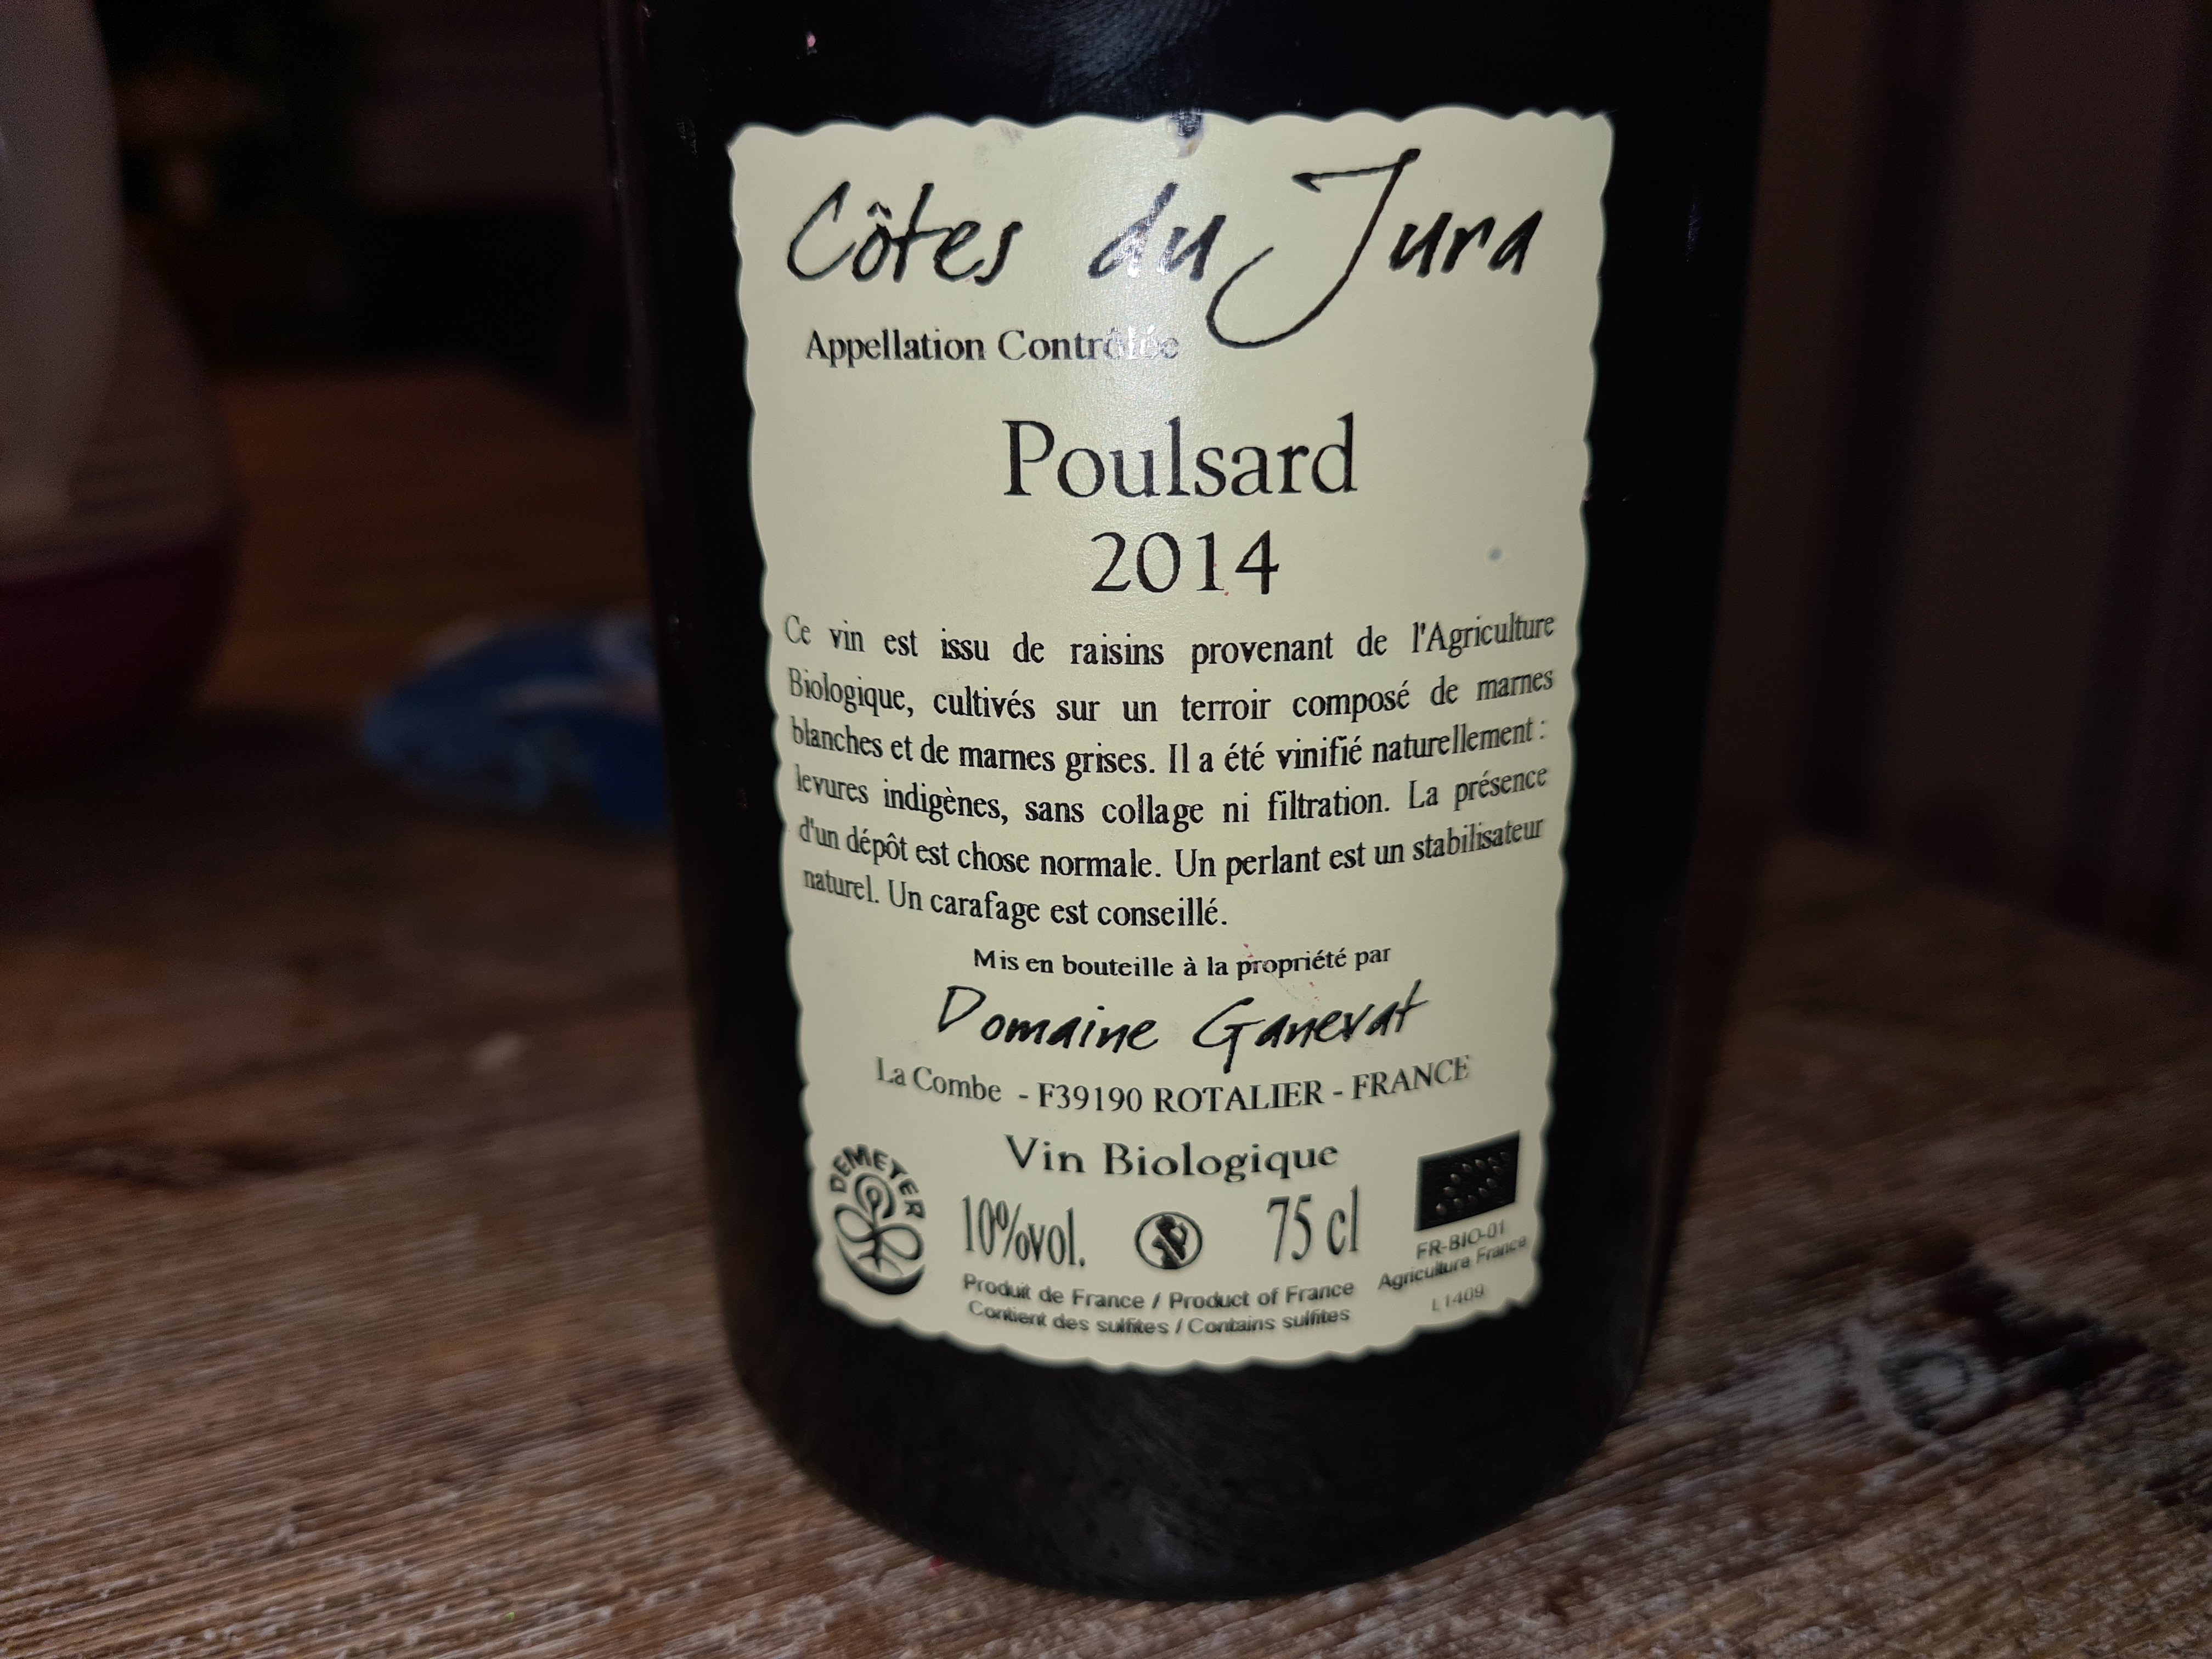 Côtes du Jura
Appellation Contrôlée
Poulsard
2014
Ce vin est issu de raisins provenant de l'Agriculture
Biologique, cultivés sur un terroir composé de marnes
blanches et de marnes grises. Il a été vinifié naturellement :
levures indigènes, sans collage ni filtration. La présence
d'un dépôt est chose normale. Un perlant est un stabilisateur
naturel. Un carafage est conseillé.
Mis en bouteille à la propriété par
Domaine Ganevat
La Combe - F39190 ROTALIER - FRANCE
Vin Biologique
DEMETER
10%vol. 75 cl
FR-BIO-01
Agriculture France
Produit de France / Product of France
Contient des sulfites / Contains sulfites
L1409